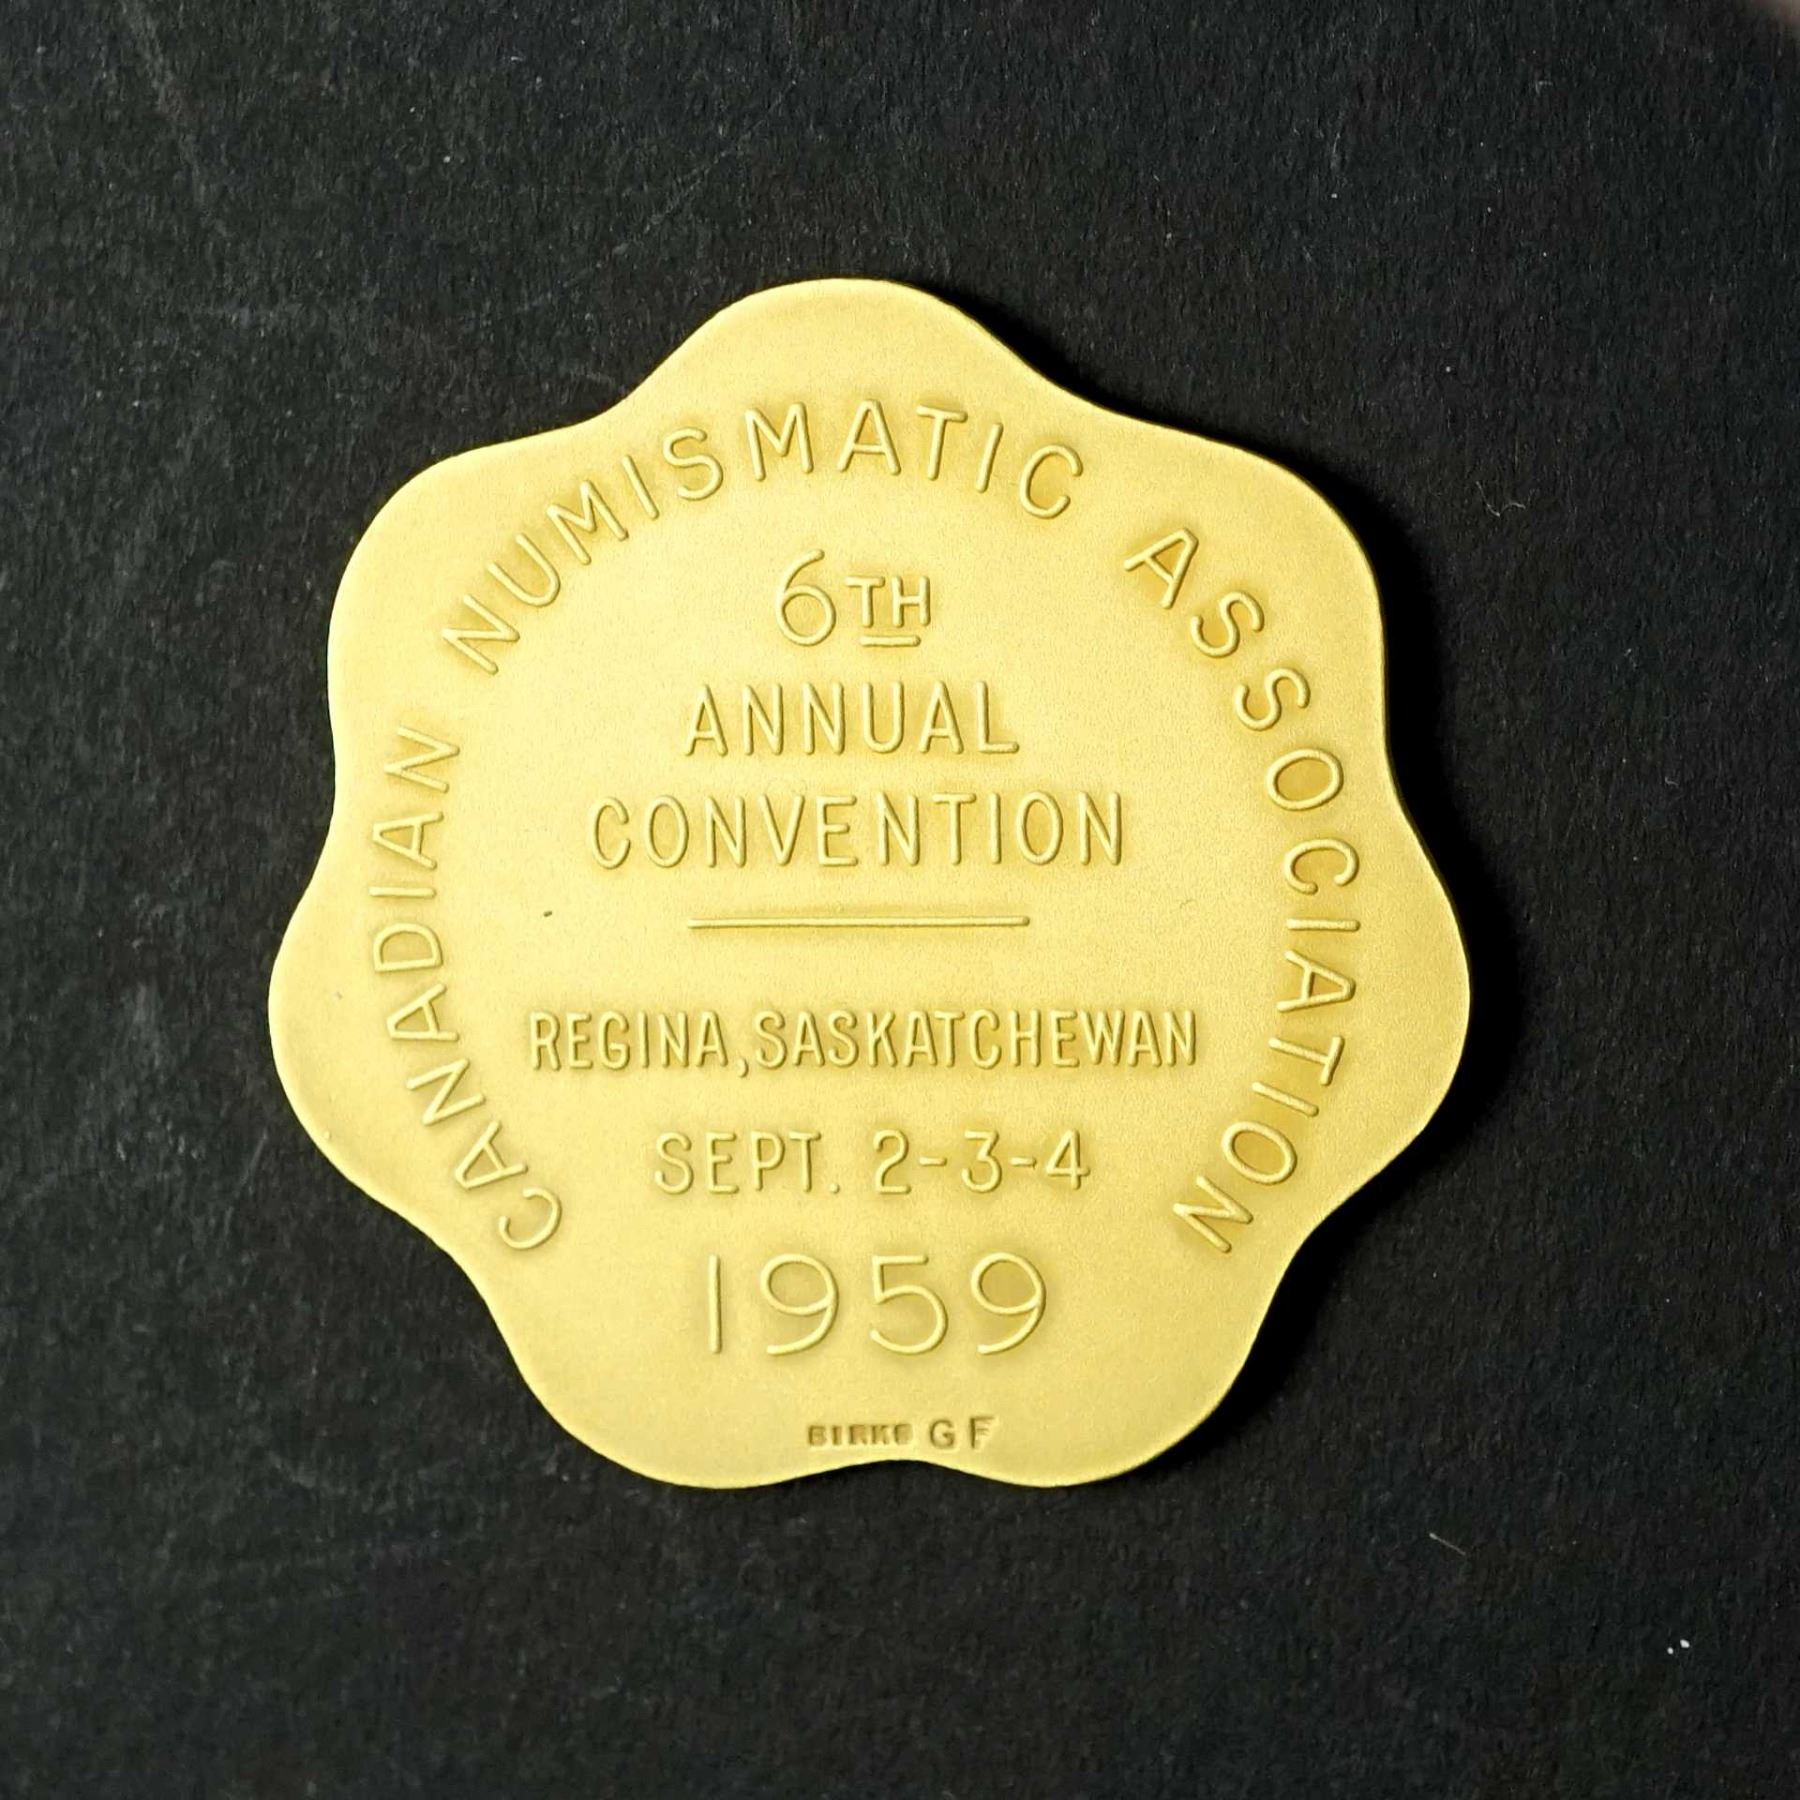 CANADIAN NUMISMATIC ASSOCIATION
6TH
ANNUAL
CONVENTION
REGINA, SASKATCHEWAN
SEPT. 2-3-4
1959
BIRKS GF